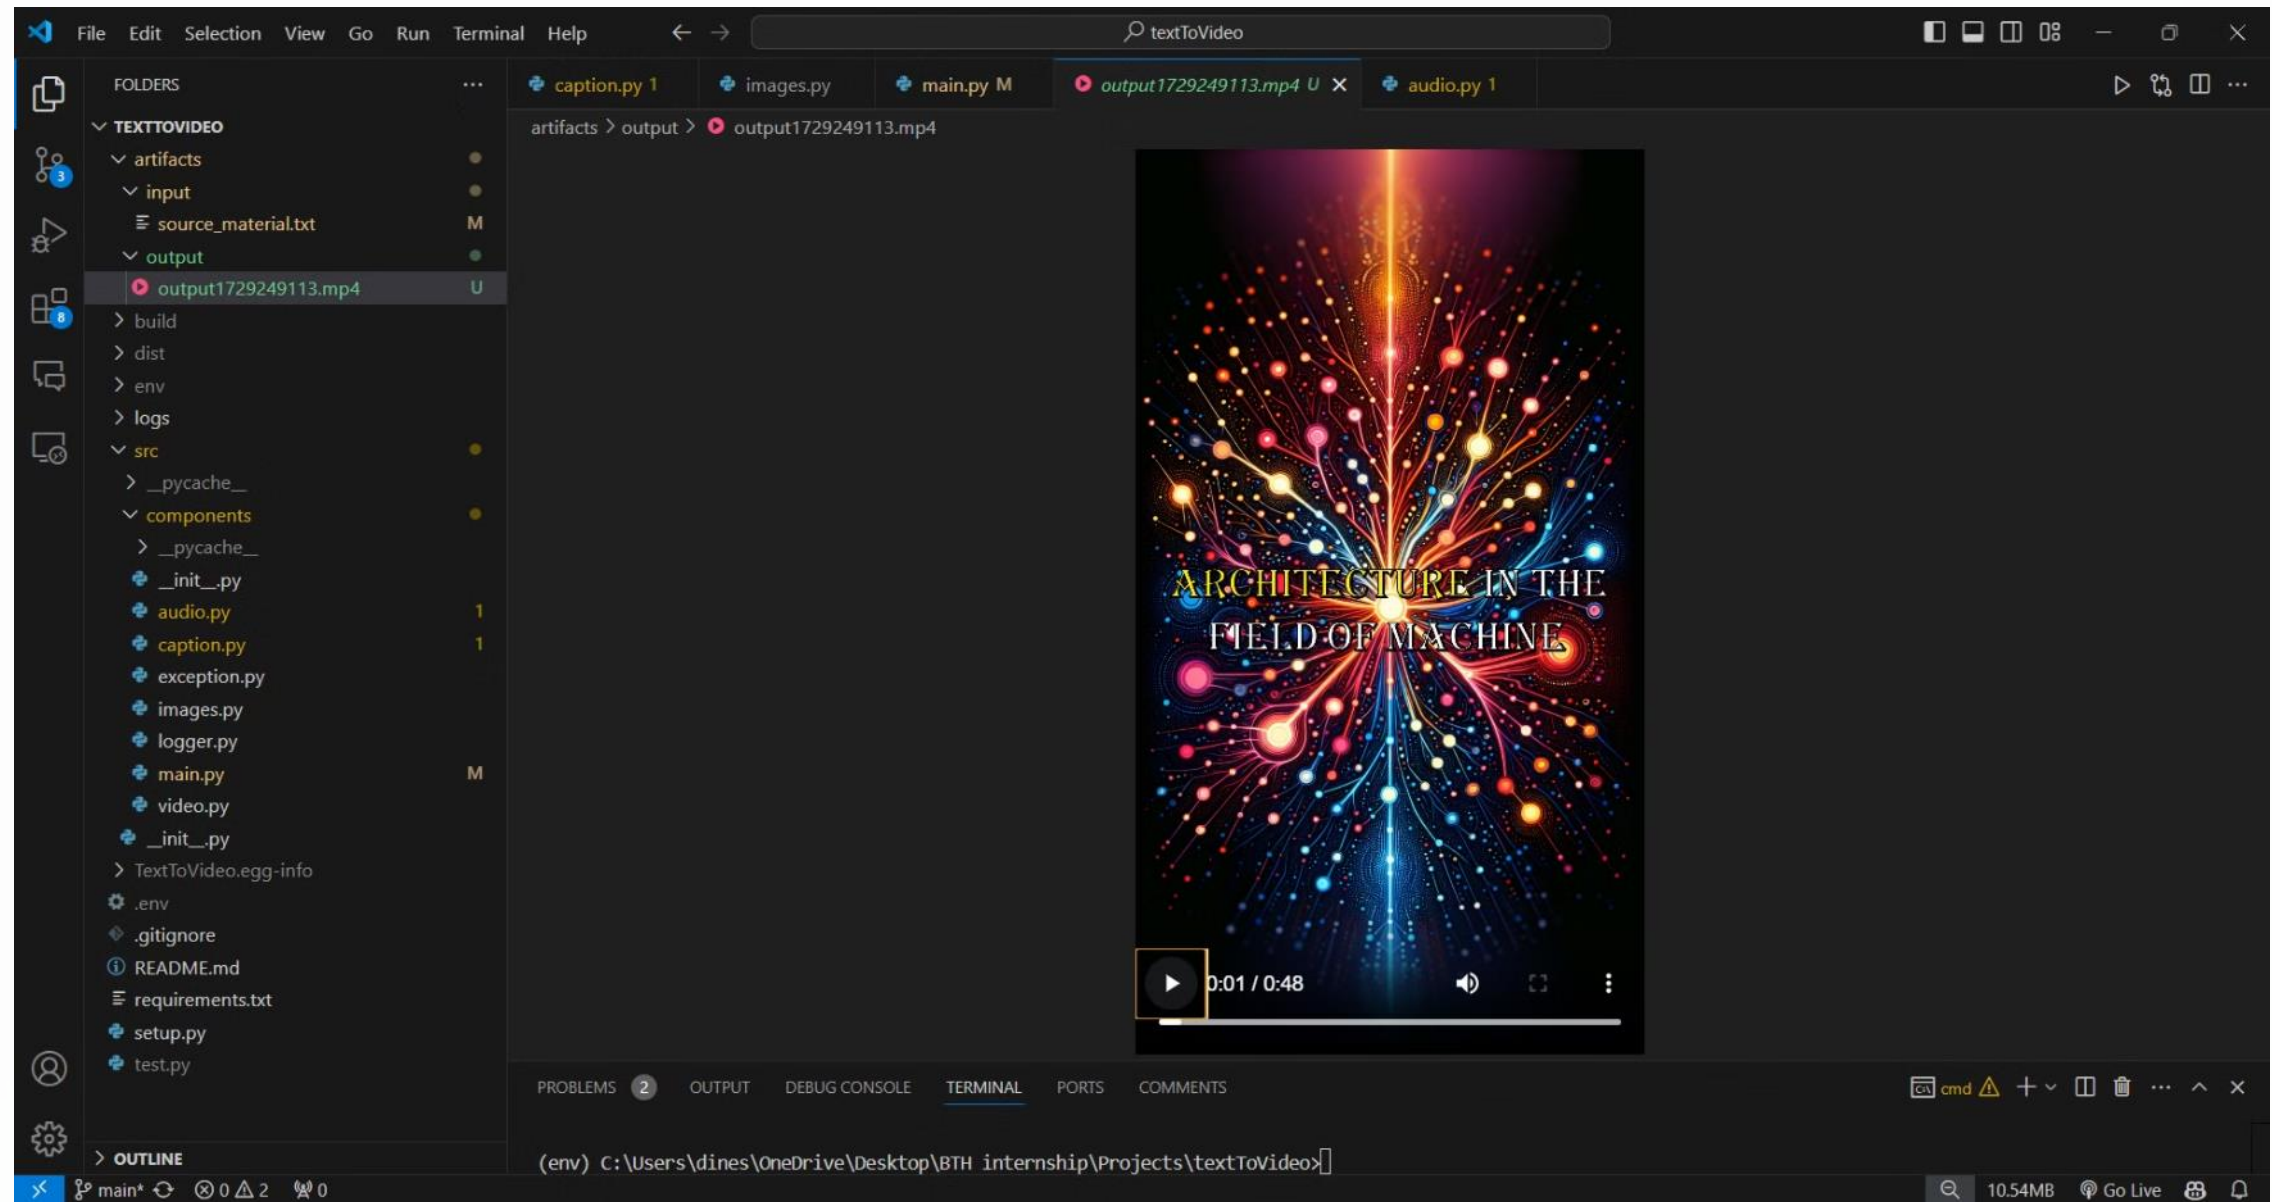 File Edit Selection View Go Run Terminal Help
textToVideo
FOLDERS
TEXTTOVIDEO
artifacts
input
source_material.txt M
output
output1729249113.mp4 U
build
dist
env
logs
src
__pycache__
components
__pycache__
__init__.py
audio.py 1
caption.py 1
exception.py
images.py
logger.py
main.py M
video.py
__init__.py
TextToVideo.egg-info
.env
.gitignore
README.md
requirements.txt
setup.py
test.py
OUTLINE
3
8
caption.py 1 images.py main.py M output1729249113.mp4 U audio.py 1
artifacts > output > output1729249113.mp4
ARCHITECTURE IN THE
FIELD OF MACHINE
0:01 / 0:48
PROBLEMS 2 OUTPUT DEBUG CONSOLE TERMINAL PORTS COMMENTS
cmd
(env) C:\Users\dines\OneDrive\Desktop\BTH internship\Projects\textToVideo>
main* 0 2 0
10.54MB Go Live